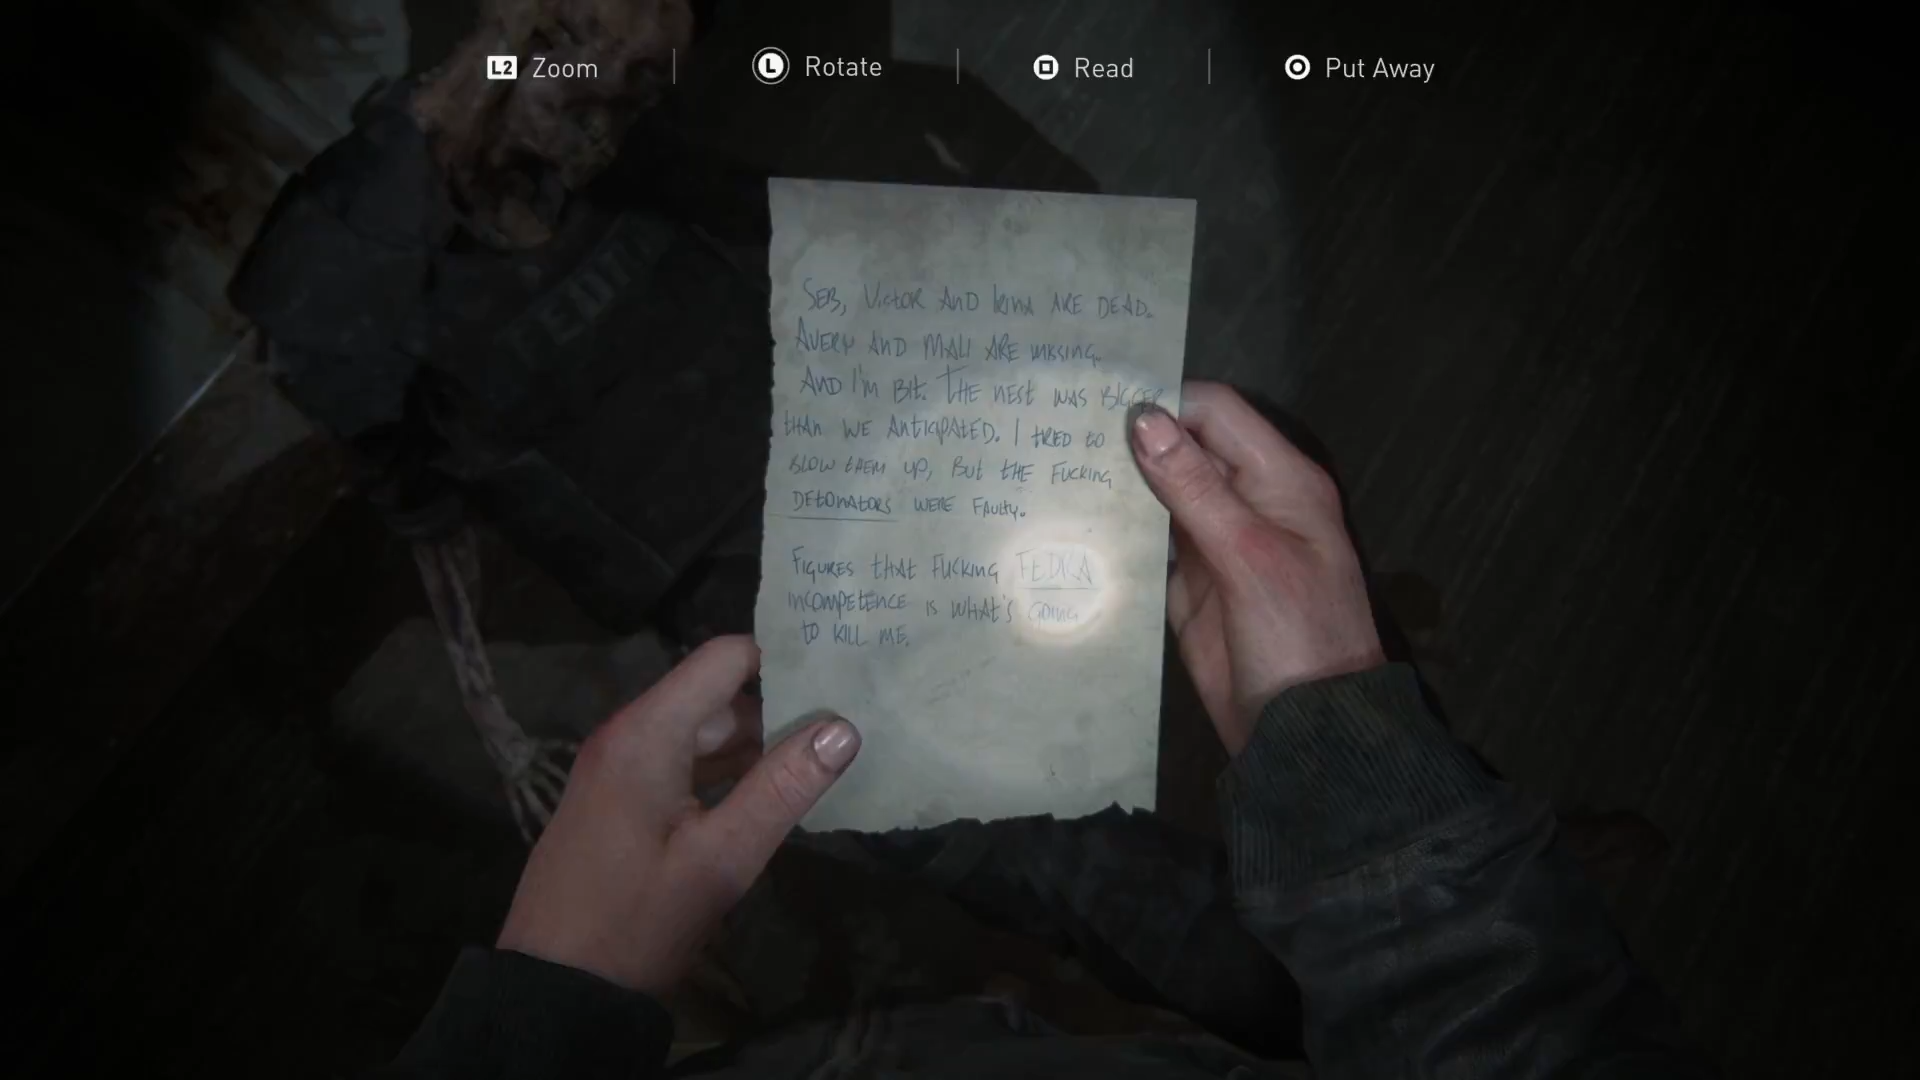 L2 Zoom
L Rotate
Read
Put Away
FEDRA
SEB, VICTOR AND IRINA ARE DEAD.
AVERY AND MALI ARE MISSING.
AND I'M BIT. THE NEST WAS BIGGER
THAN WE ANTICIPATED. I TRIED TO
BLOW THEM UP, BUT THE FUCKING
DETONATORS WERE FAULTY.
FIGURES THAT FUCKING FEDRA
INCOMPETENCE IS WHAT'S GOING
TO KILL ME.